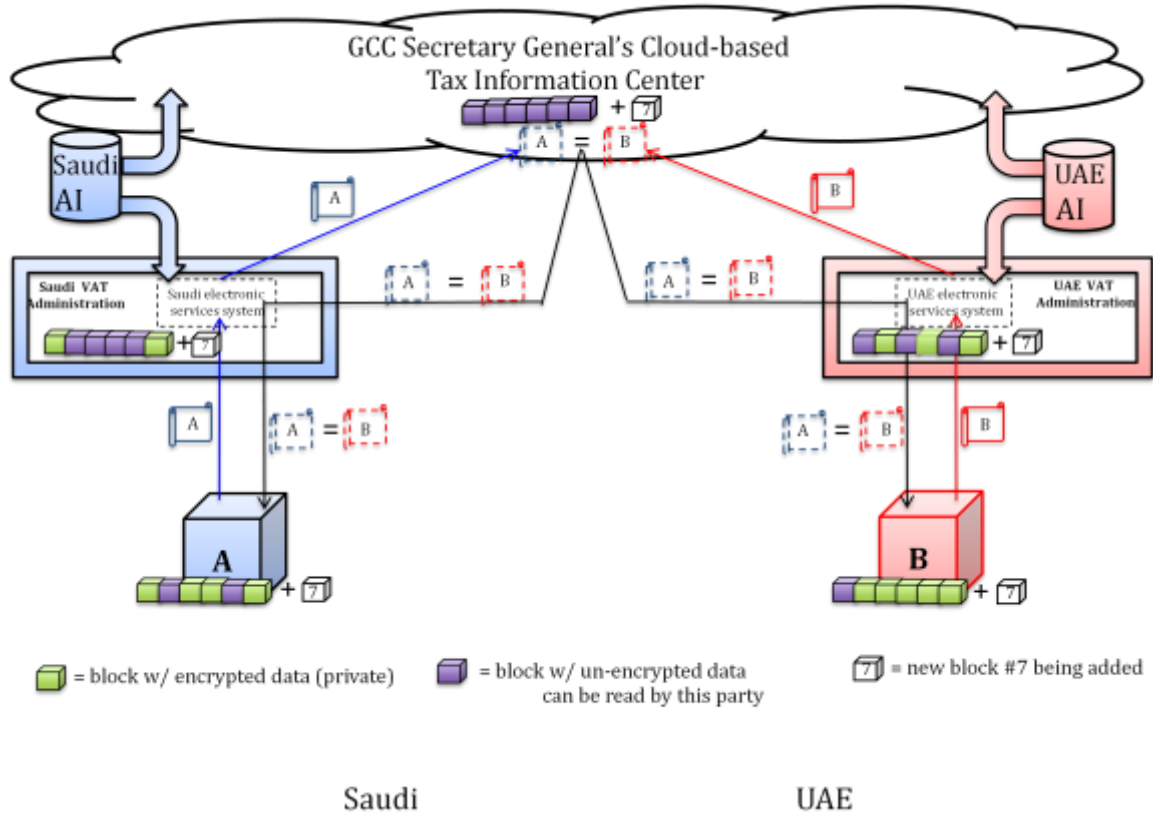 GCC Secretary General's Cloud-based
Tax Information Center
+ 7
A = B
Saudi
AI
UAE
AI
A
B
Saudi VAT
Administration
Saudi electronic
services system
A = B
A = B
UAE electronic
services system
UAE VAT
Administration
+ 7
+ 7
A
A = B
A = B
B
A
B
+ 7
+ 7
= block w/ encrypted data (private)
= block w/ un-encrypted data
can be read by this party
7 = new block #7 being added
Saudi
UAE